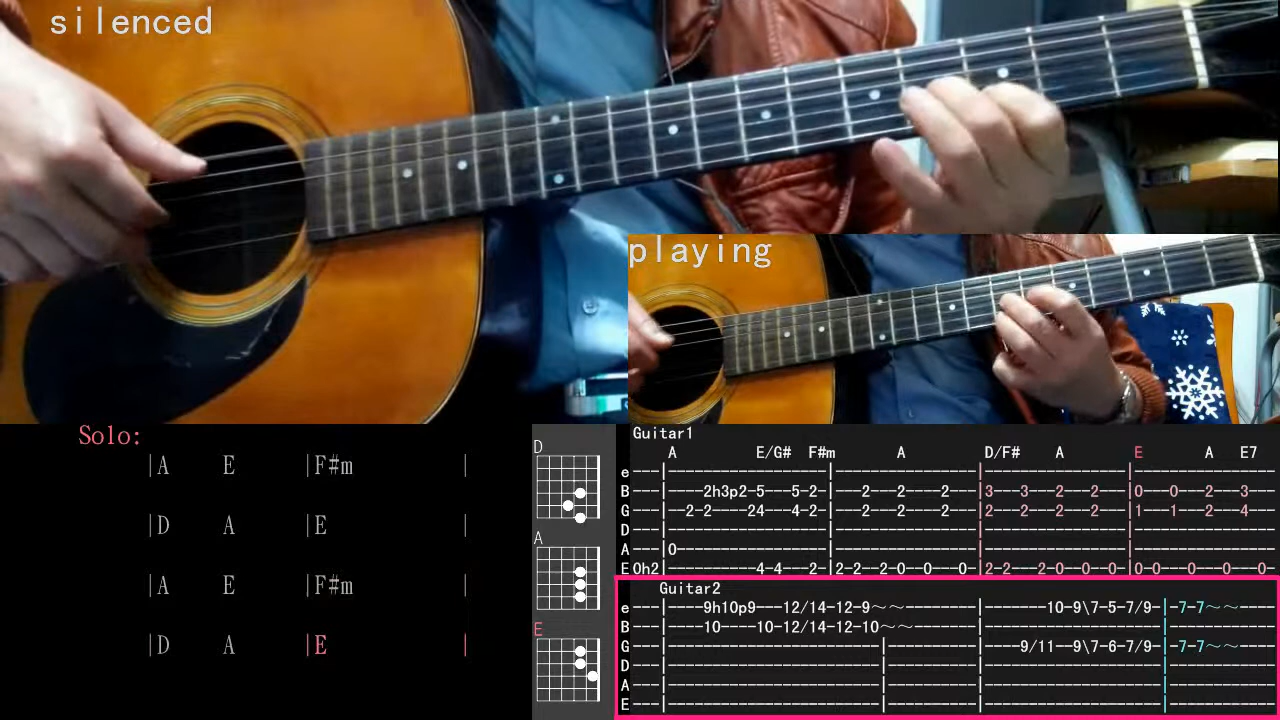 silenced
playing
Solo:
|A E |F#m |
|D A |E |
|A E |F#m |
|D A |E |
D
A
E
Guitar1
A E/G# F#m A D/F# A E A E7
e---|-----------------|---------------|---------------|---------------
B---|----2h3p2-5---5-2-|---2---2----2---|3---3---2---2---|0---0---2---3---
G---|--2-2----24---4-2-|---2---2----2---|2---2---2---2---|1---1---2---4---
D---|-----------------|---------------|---------------|---------------
A---|0----------------|---------------|---------------|---------------
E0h2|----------4-4---2-|2-2--2-0---0---0-|2-2---2-0--0---0-|0-0----0---0----0
Guitar2
e---|----9h10p9---12/14-12-9~~--------|-------10-9\7-5-7/9-|-7-7~~----
B---|----10----10-12/14-12-10~~-------|--------------------|----------
G---|------------------------|----------|----9/11--9\7-6-7/9-|-7-7~~----
D---|------------------------|----------|--------------------|----------
A---|------------------------|----------|--------------------|----------
E---|------------------------|----------|--------------------|----------